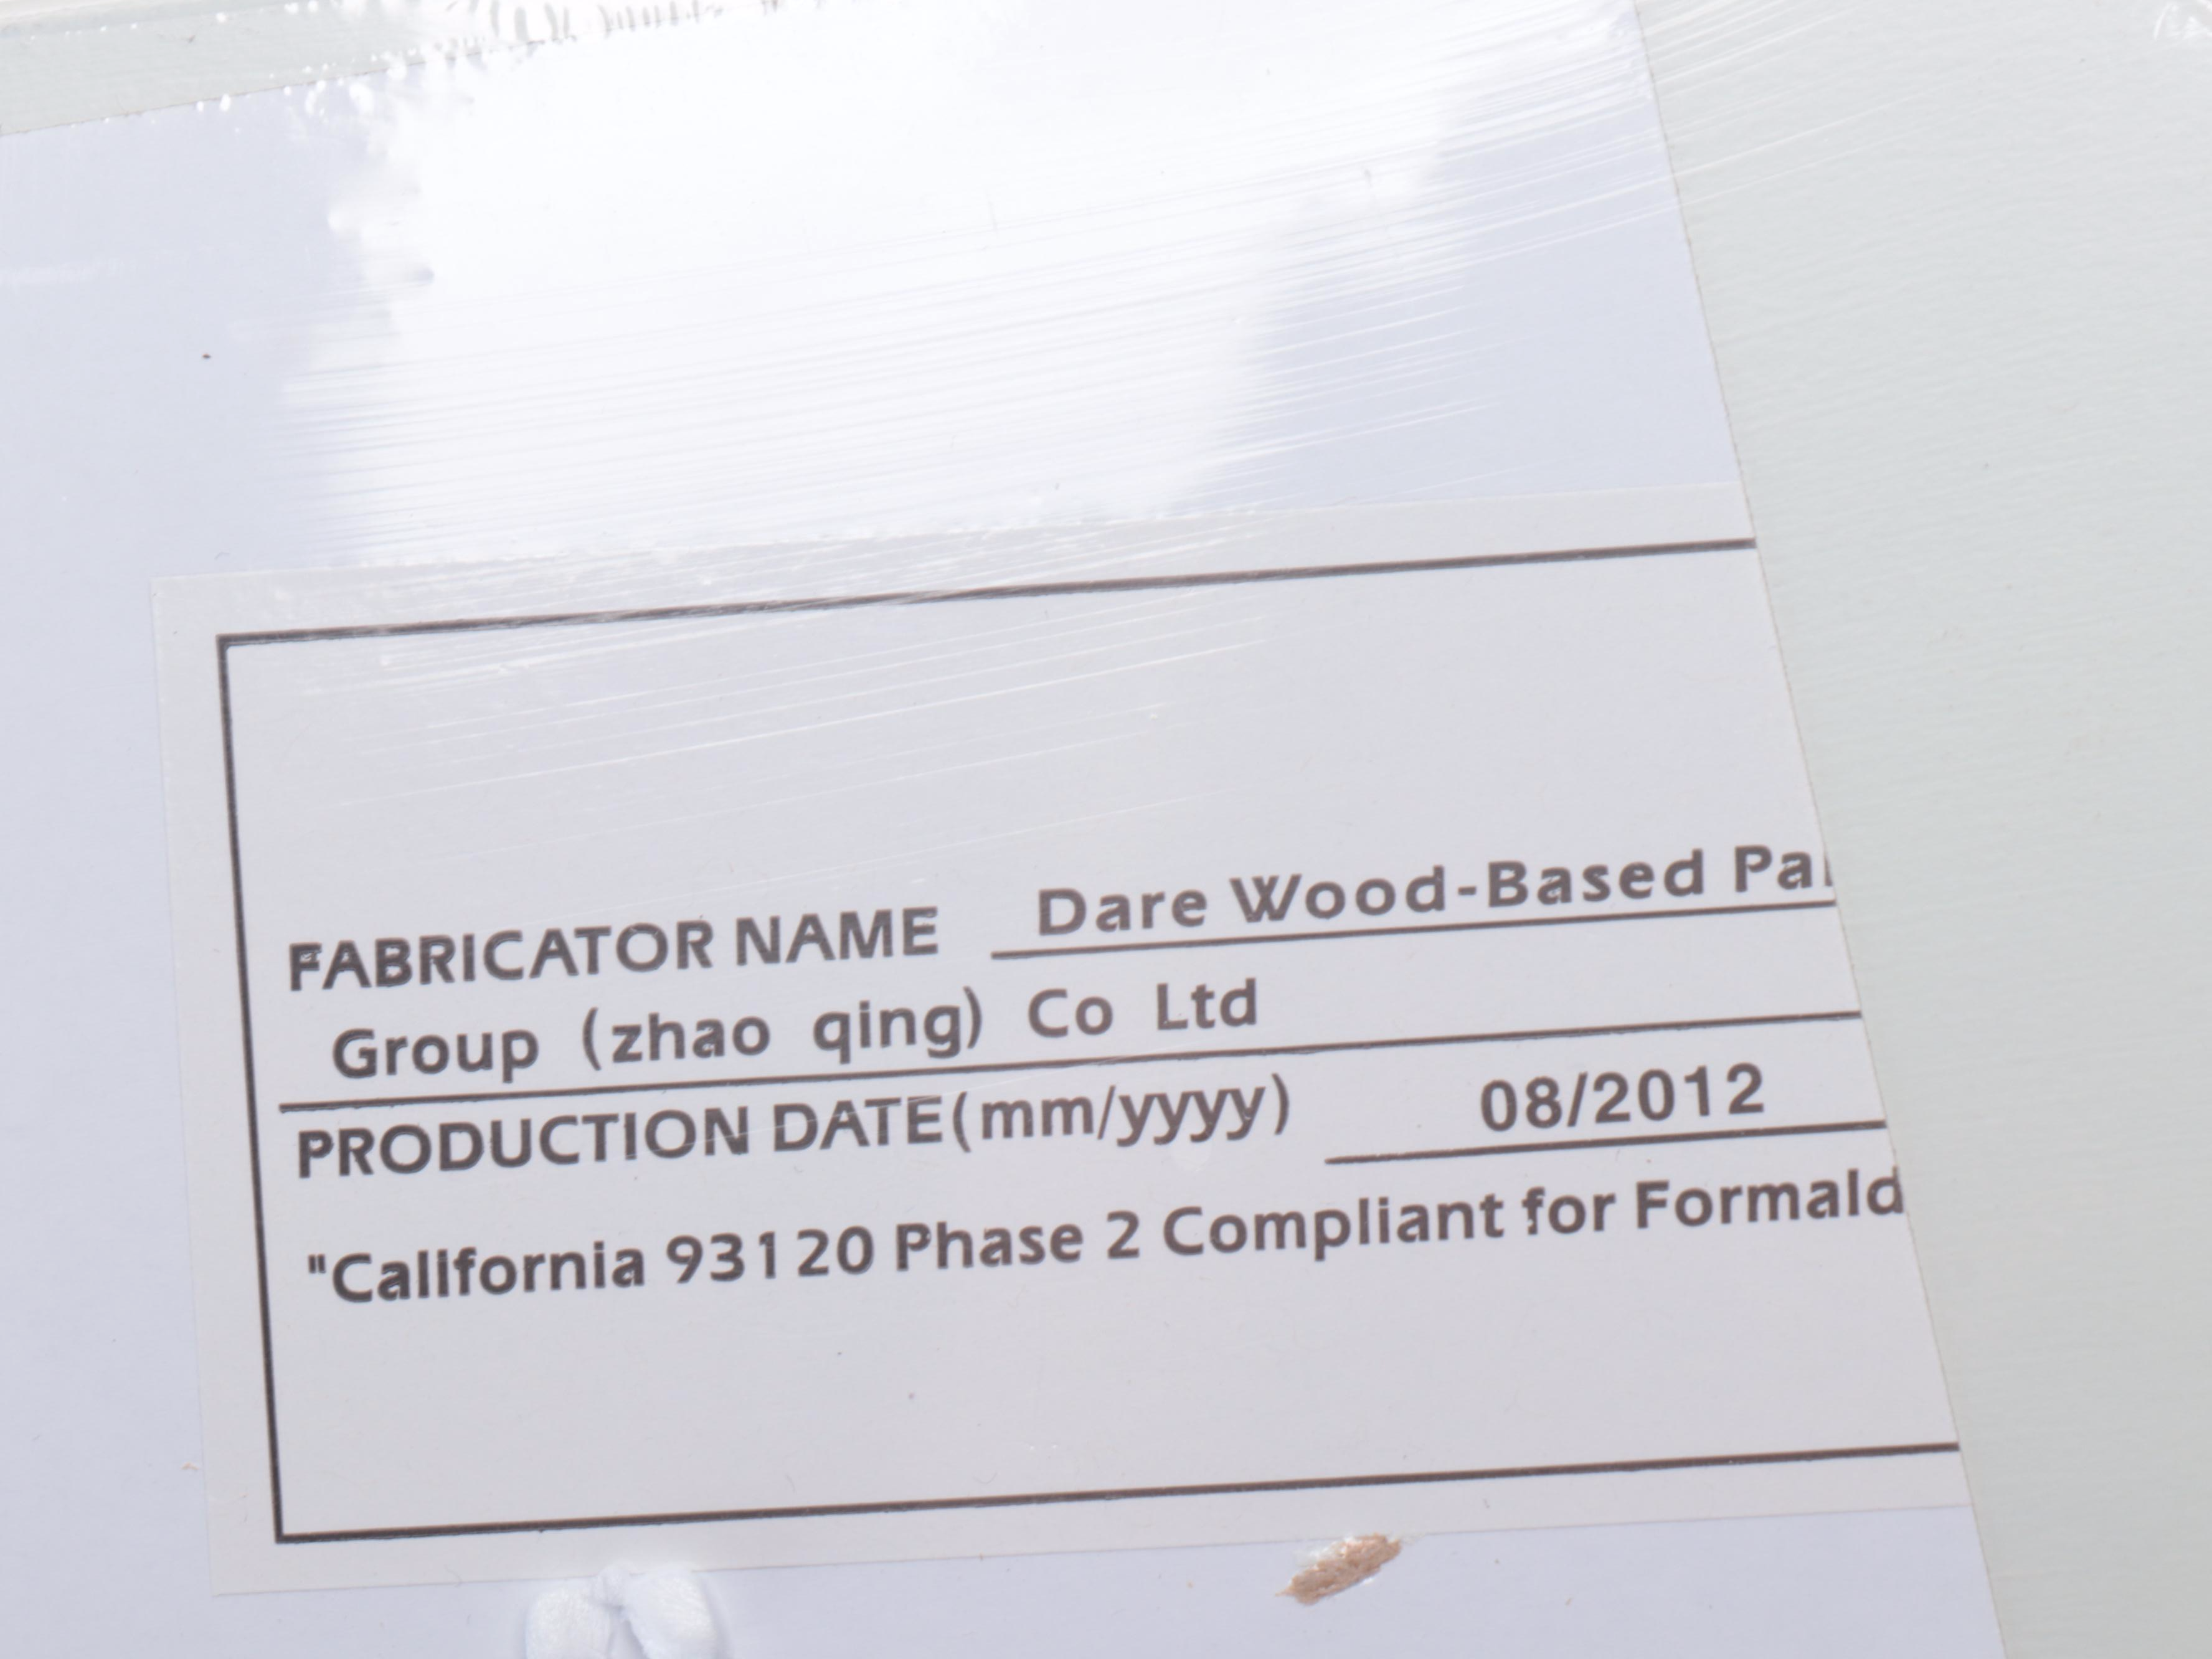 FABRICATOR NAME Dare Wood-Based
Group (zhao qing) Co Ltd
PRODUCTION DATE(mm/yyyy) 08/2012
"California 93120 Phase 2 Compliant for Formald